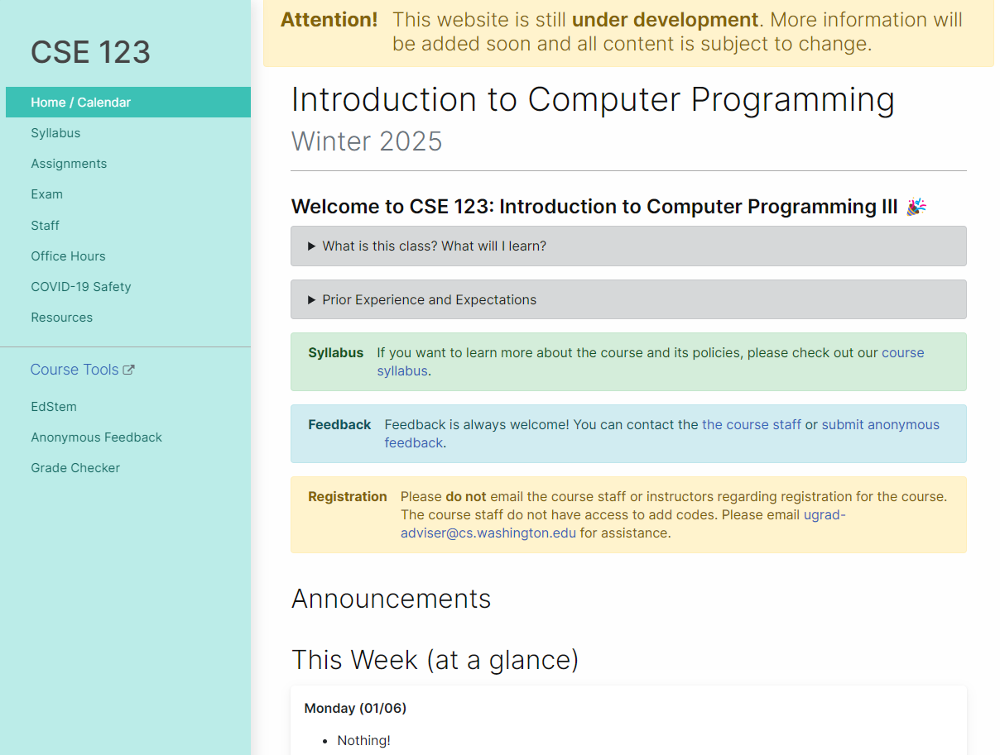 CSE 123
Home / Calendar
Syllabus
Assignments
Exam
Staff
Office Hours
COVID-19 Safety
Resources
Course Tools
EdStem
Anonymous Feedback
Grade Checker
Attention! This website is still under development. More information
will be added soon and all content is subject to change.
Introduction to Computer Programming
Winter 2025
Welcome to CSE 123: Introduction to Computer Programming III 🎉
▶ What is this class? What will I learn?
▶ Prior Experience and Expectations
Syllabus If you want to learn more about the course and its policies, please check out our course
syllabus.
Feedback Feedback is always welcome! You can contact the the course staff or submit anonymous
feedback.
Registration Please do not email the course staff or instructors regarding registration for the course.
The course staff do not have access to add codes. Please email ugrad-
adviser@cs.washington.edu for assistance.
Announcements
This Week (at a glance)
Monday (01/06)
• Nothing!